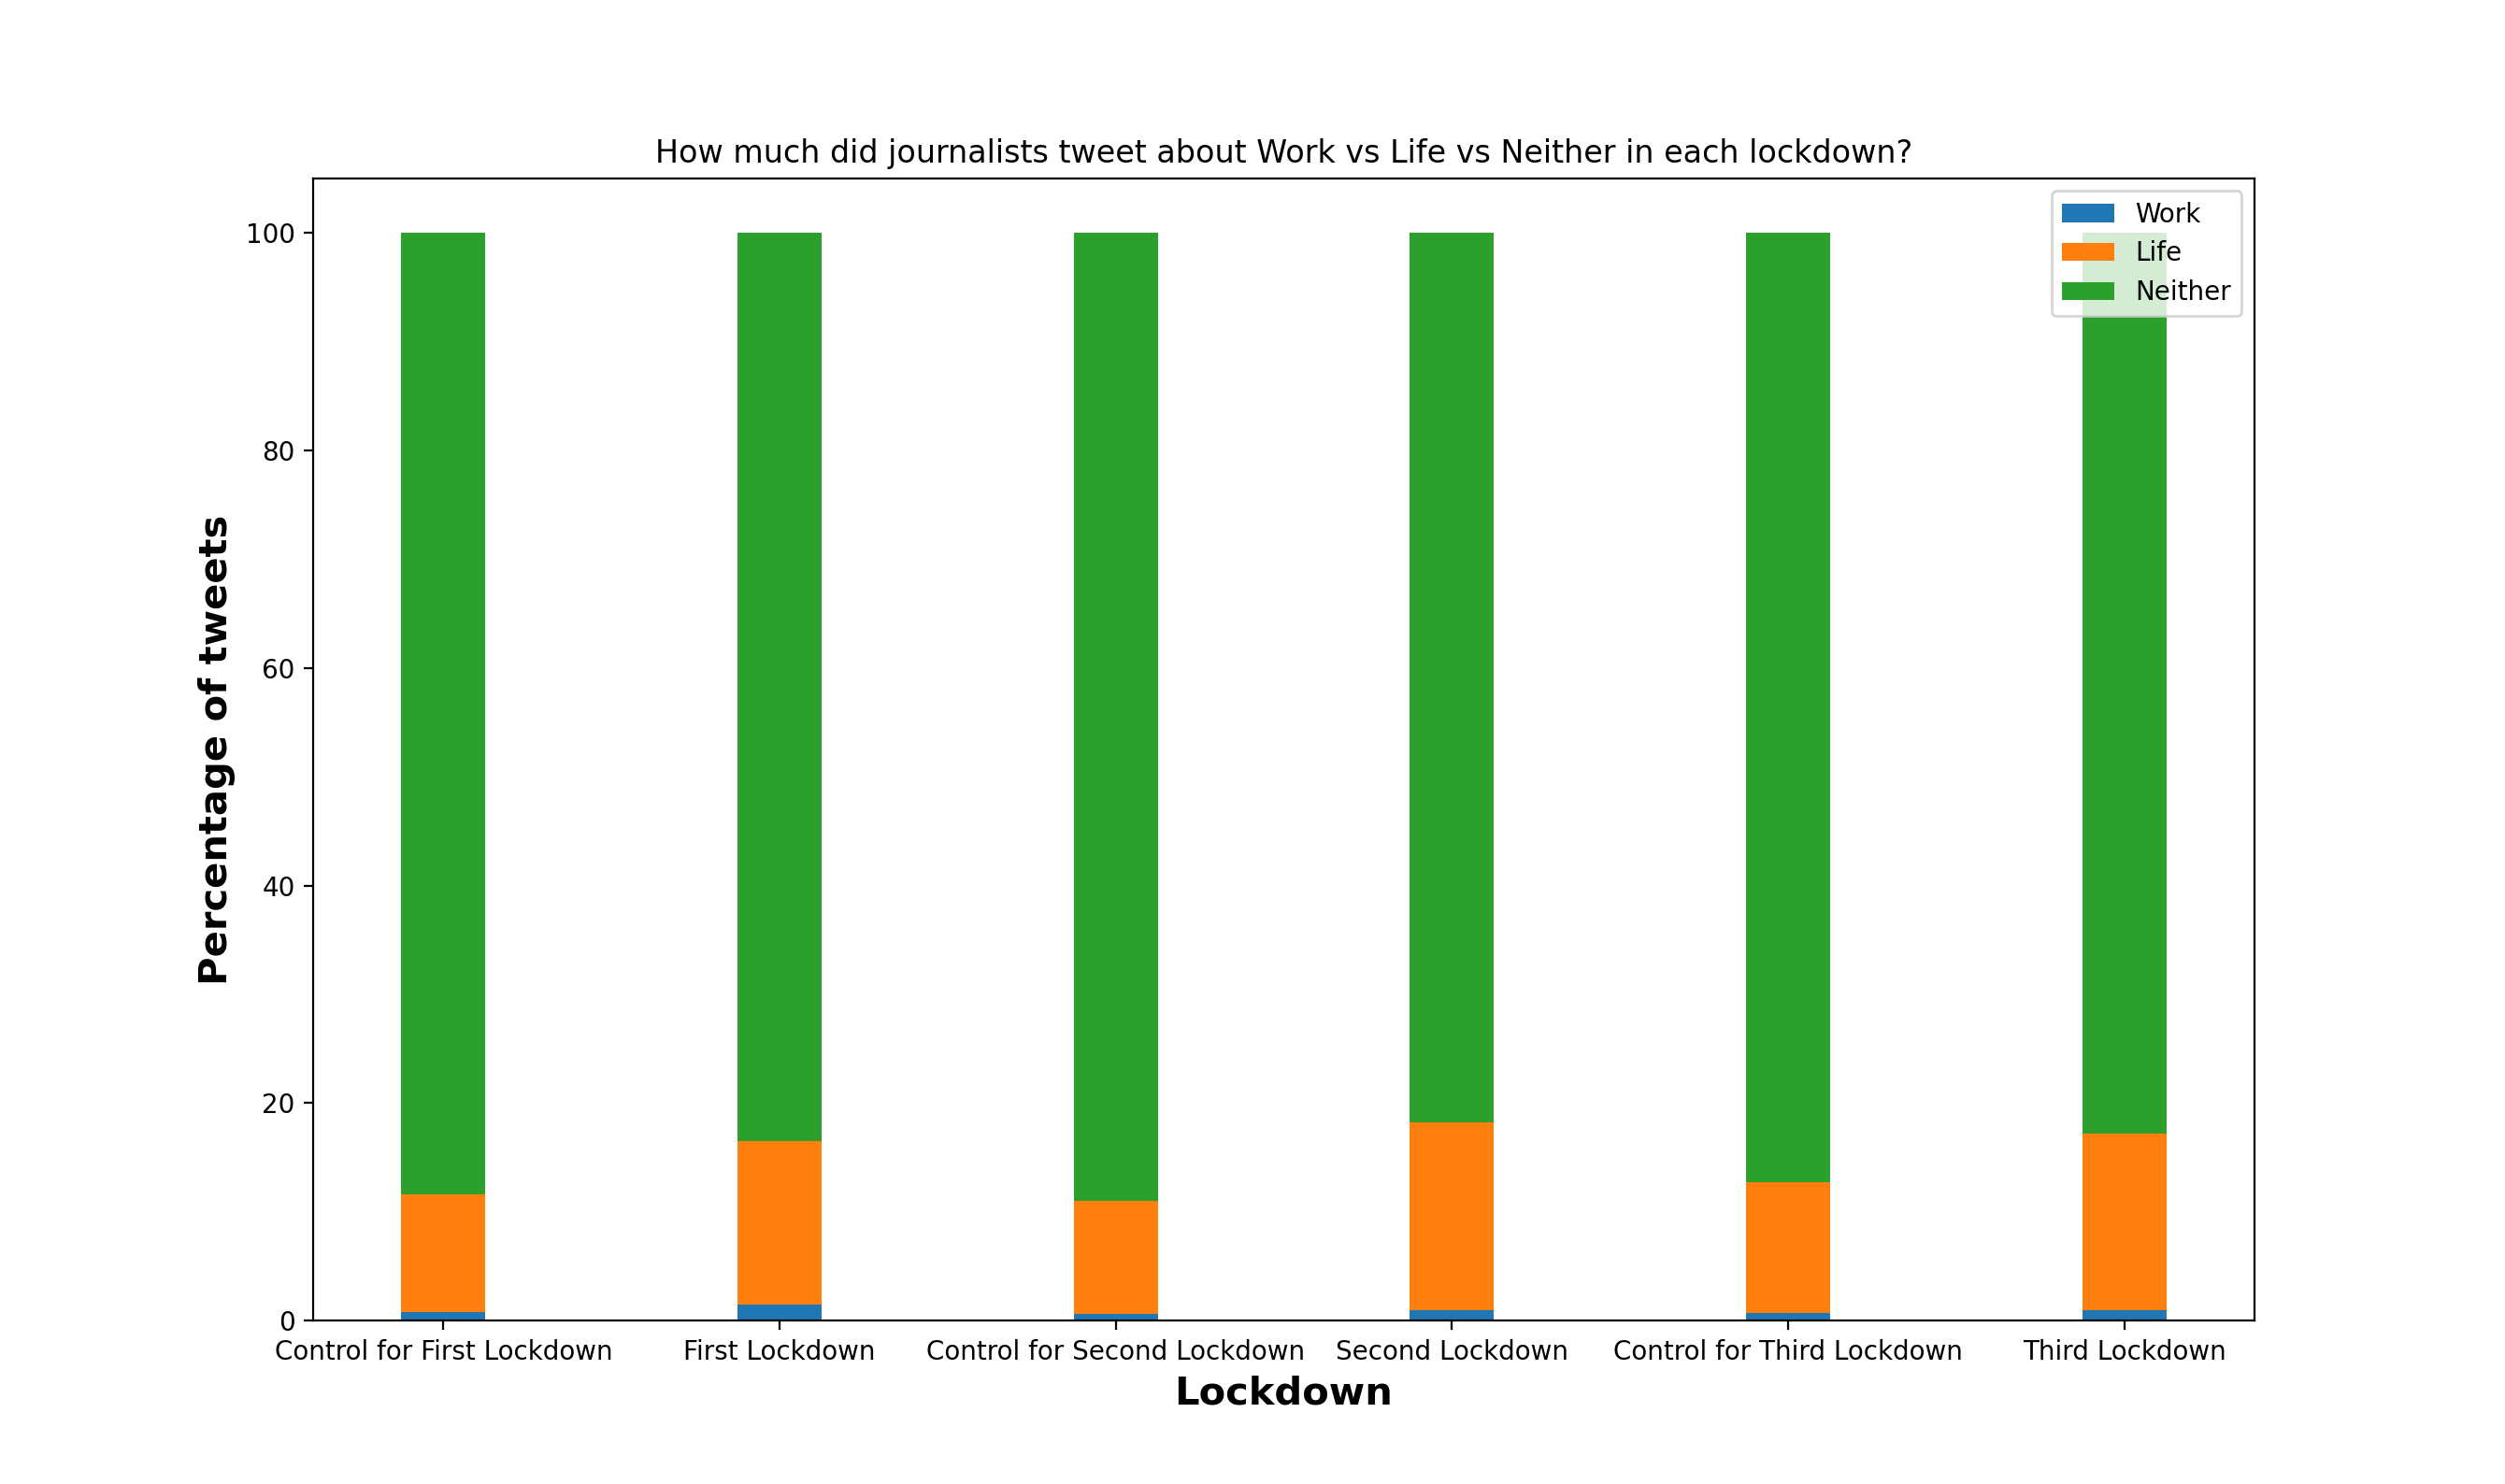 How much did journalists tweet about Work vs Life vs Neither in each lockdown?
Work
Life
Neither
Percentage of tweets
100
80
60
40
20
0
Control for First Lockdown
First Lockdown
Control for Second Lockdown
Second Lockdown
Control for Third Lockdown
Third Lockdown
Lockdown